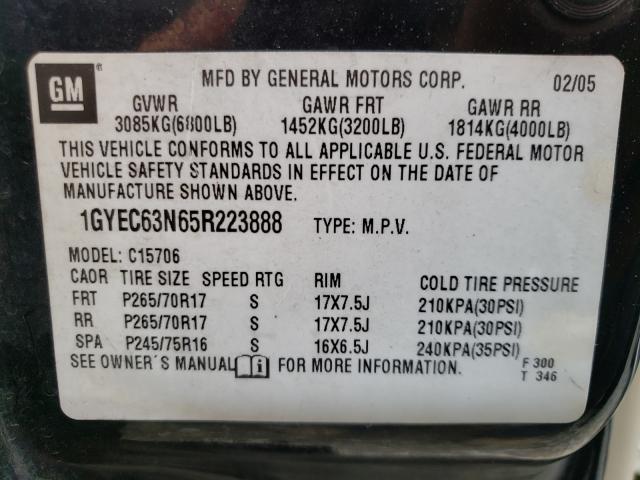 GM ®
MFD BY GENERAL MOTORS CORP. 02/05
GVWR GAWR FRT GAWR RR
3085KG(6800LB) 1452KG(3200LB) 1814KG(4000LB)
THIS VEHICLE CONFORMS TO ALL APPLICABLE U.S. FEDERAL MOTOR
VEHICLE SAFETY STANDARDS IN EFFECT ON THE DATE OF
MANUFACTURE SHOWN ABOVE.
1GYEC63N65R223888 TYPE: M.P.V.
MODEL: C15706
CAOR TIRE SIZE SPEED RTG RIM COLD TIRE PRESSURE
FRT P265/70R17 S 17X7.5J 210KPA(30PSI)
RR P265/70R17 S 17X7.5J 210KPA(30PSI)
SPA P245/75R16 S 16X6.5J 240KPA(35PSI)
SEE OWNER'S MANUAL i FOR MORE INFORMATION. F 300
T 346